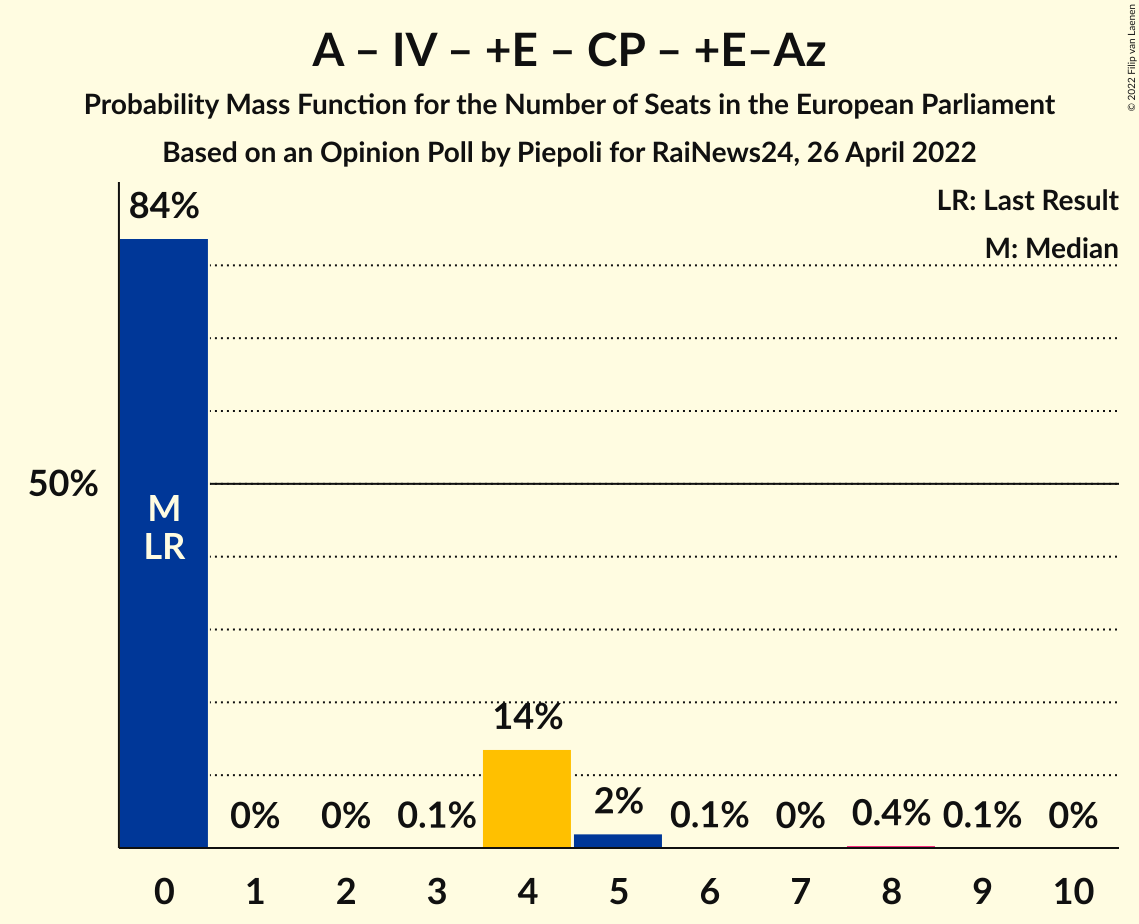 A – IV – +E – CP – +E–Az
Probability Mass Function for the Number of Seats in the European Parliament
Based on an Opinion Poll by Piepoli for RaiNews24, 26 April 2022
© 2022 Filip van Laenen
LR: Last Result
M: Median
84%
50%
M
LR
0%
0%
0.1%
14%
2%
0.1%
0%
0.4%
0.1%
0%
0 1 2 3 4 5 6 7 8 9 10